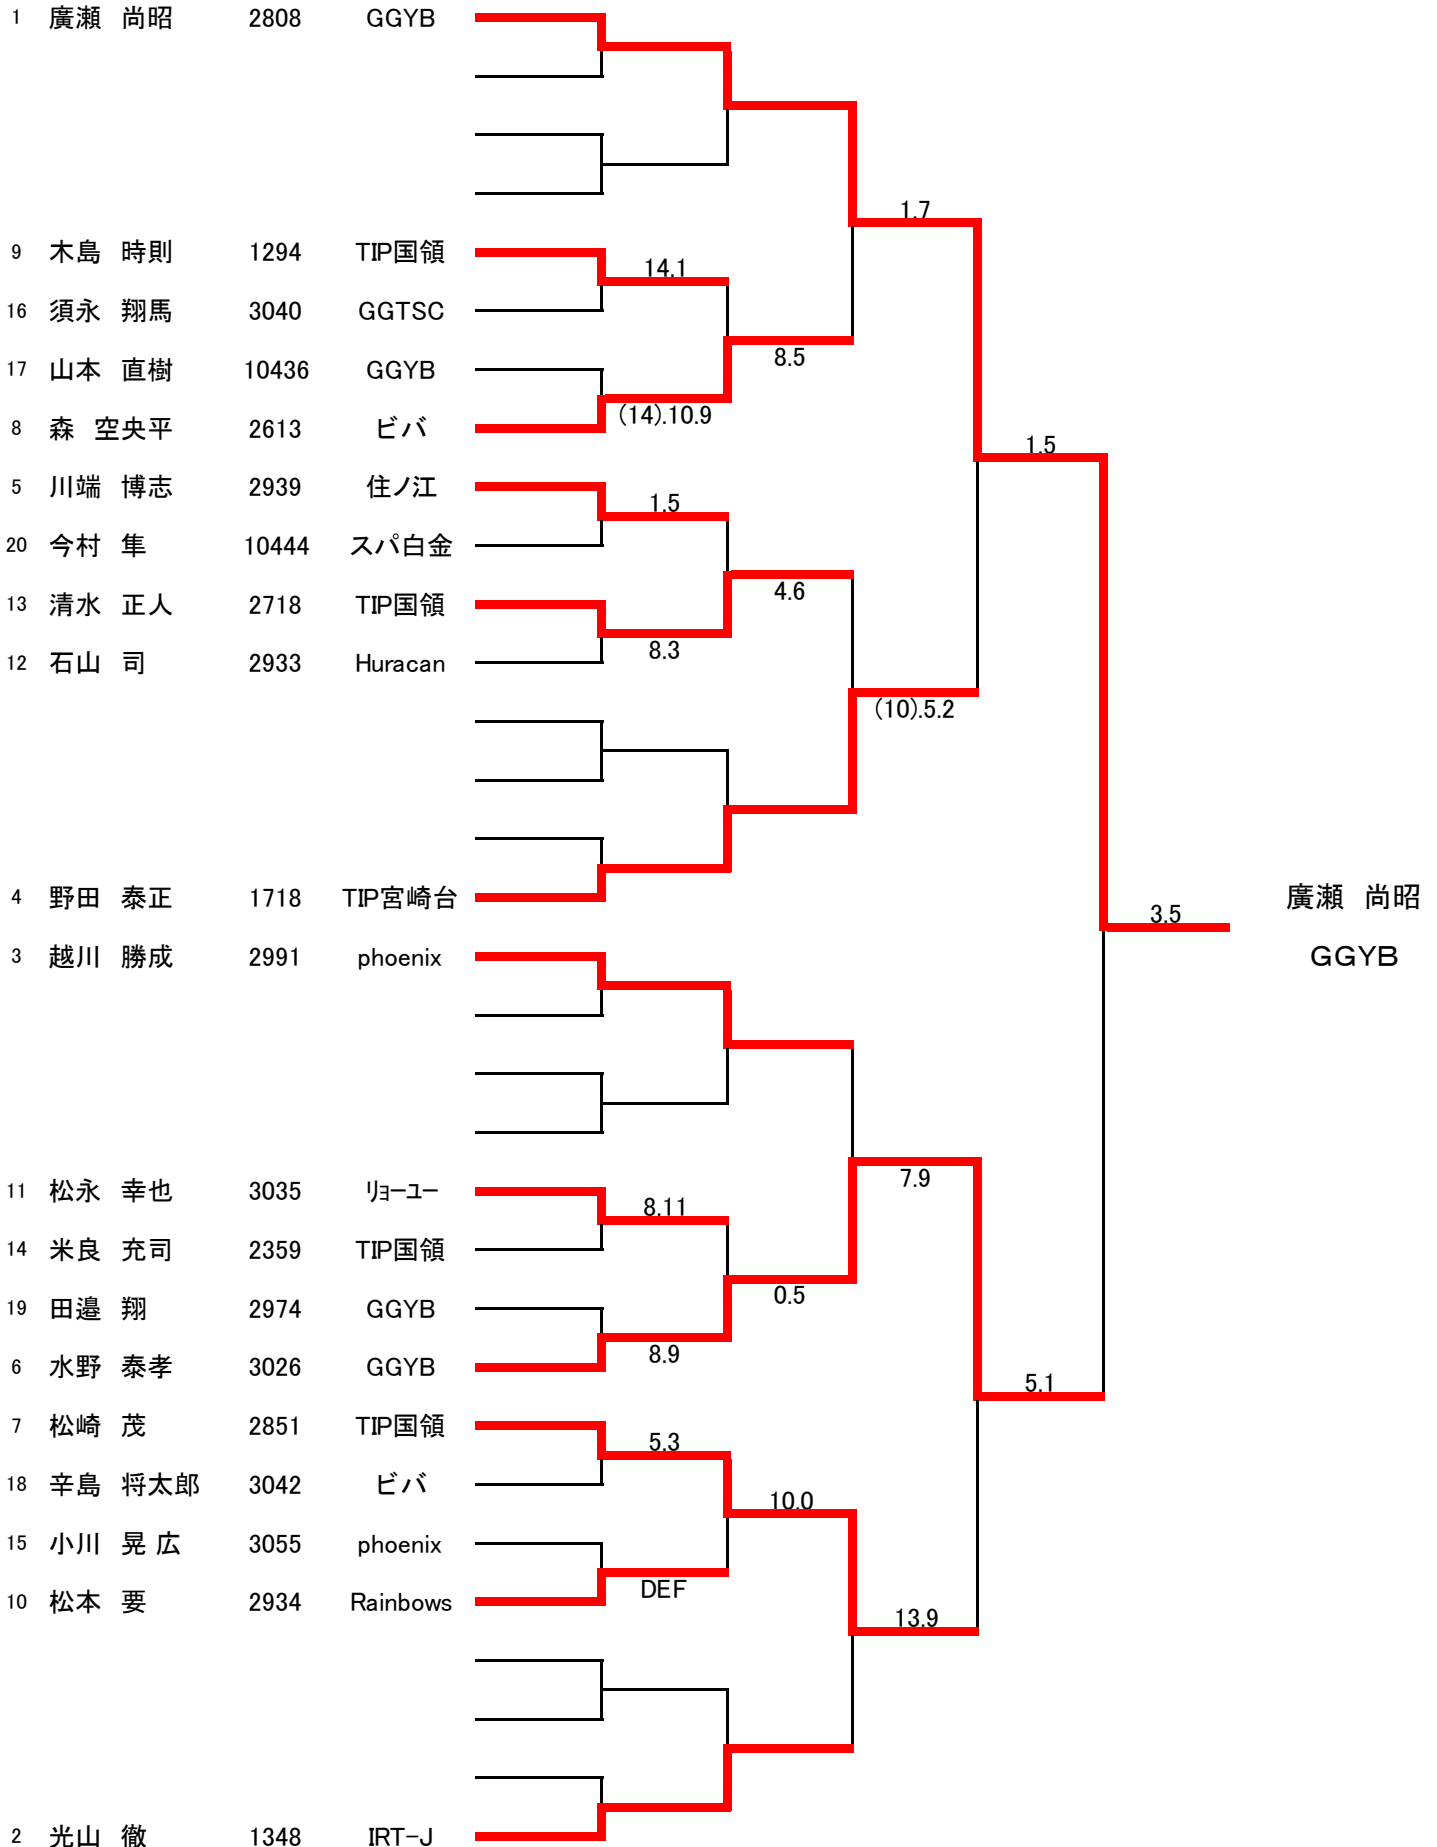 1 廣瀬 尚昭 2808 GGYB
1.7
9 木島 時則 1294 TIP国領
14.1
16 須永 翔馬 3040 GGTSC
8.5
17 山本 直樹 10436 GGYB
(14).10.9
8 森 空央平 2613 ビバ
1.5
5 川端 博志 2939 住ノ江
1.5
20 今村 隼 10444 スパ白金
4.6
13 清水 正人 2718 TIP国領
8.3
12 石山 司 2933 Huracan
(10).5.2
4 野田 泰正 1718 TIP宮崎台
廣瀬 尚昭
3.5
3 越川 勝成 2991 phoenix
GGYB
7.9
11 松永 幸也 3035 リョーユー
8.11
14 米良 充司 2359 TIP国領
0.5
19 田邉 翔 2974 GGYB
8.9
6 水野 泰孝 3026 GGYB
5.1
7 松崎 茂 2851 TIP国領
5.3
18 辛島 将太郎 3042 ビバ
10.0
15 小川 晃広 3055 phoenix
DEF
10 松本 要 2934 Rainbows
13.9
2 光山 徹 1348 IRT-J